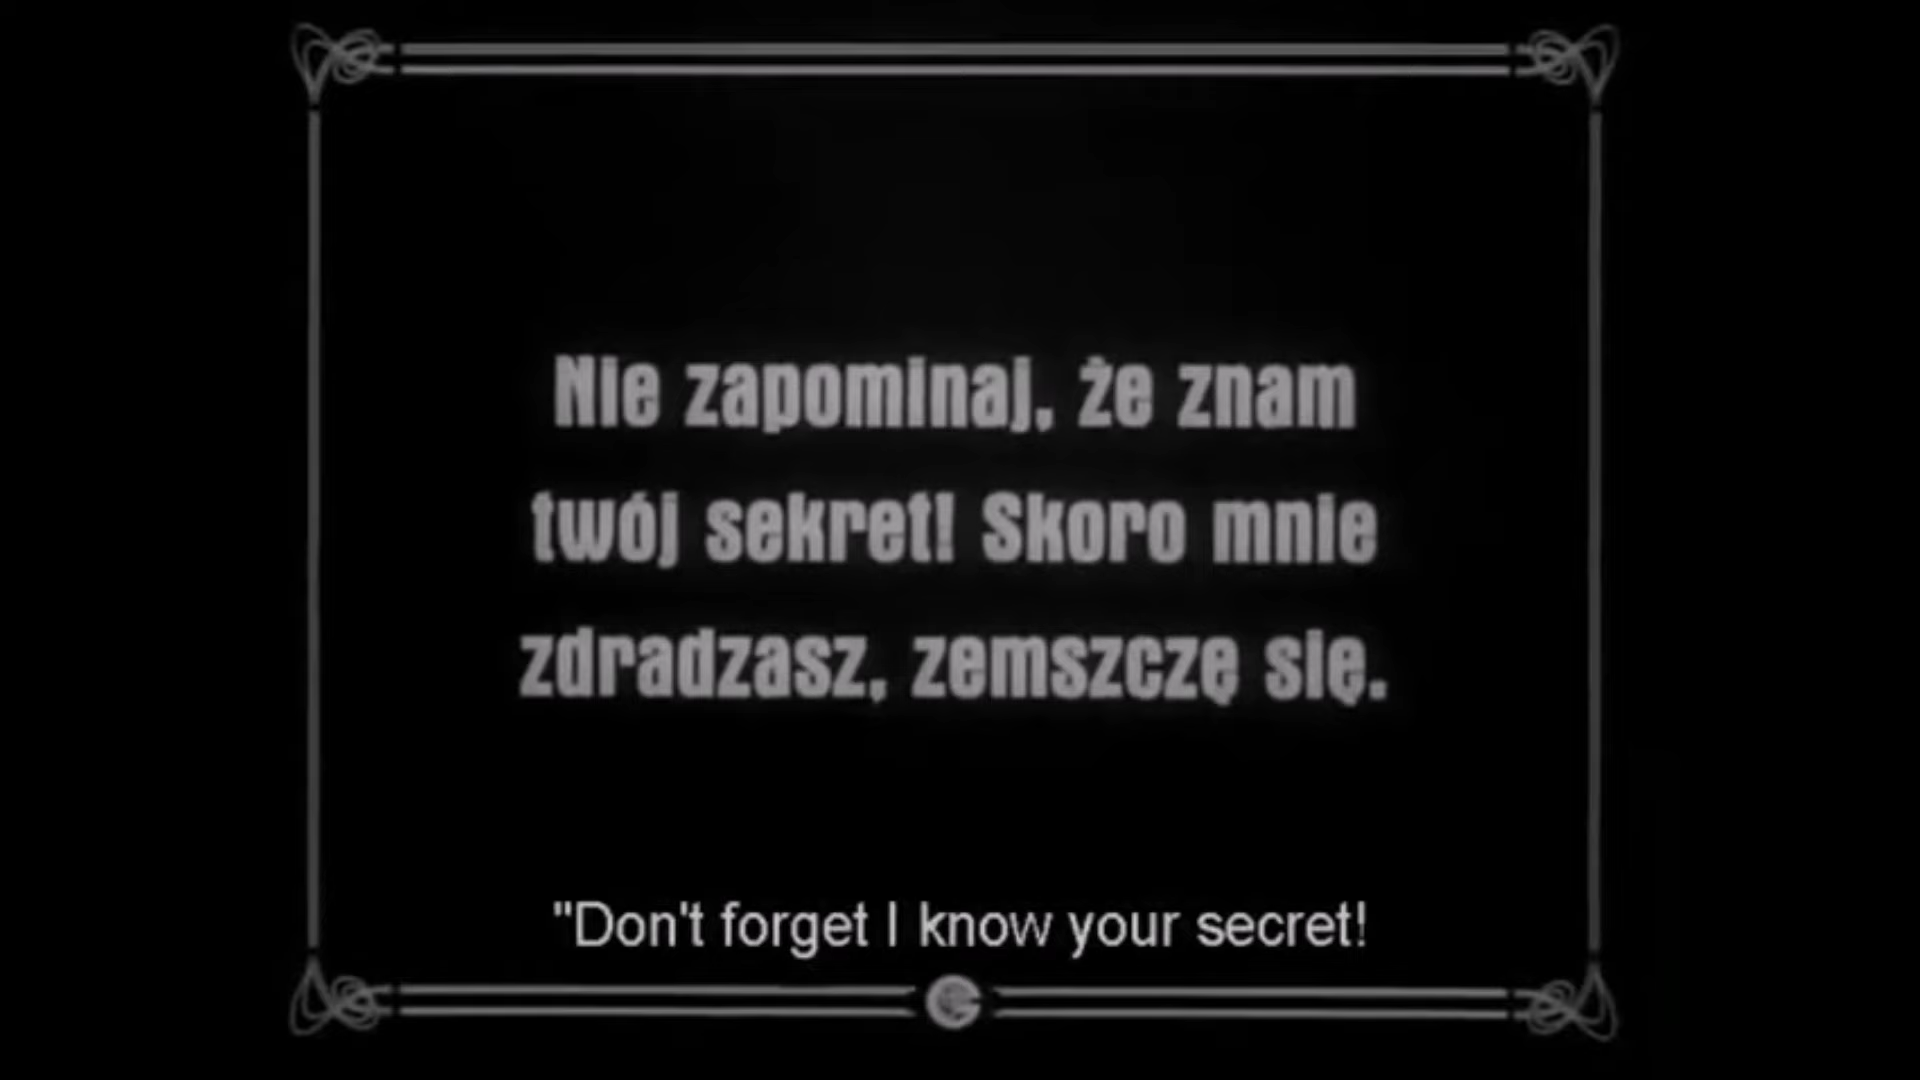 Nie zapominaj, że znam
twój sekret! Skoro mnie
zdradzasz, zemszczę się.
"Don't forget I know your secret!